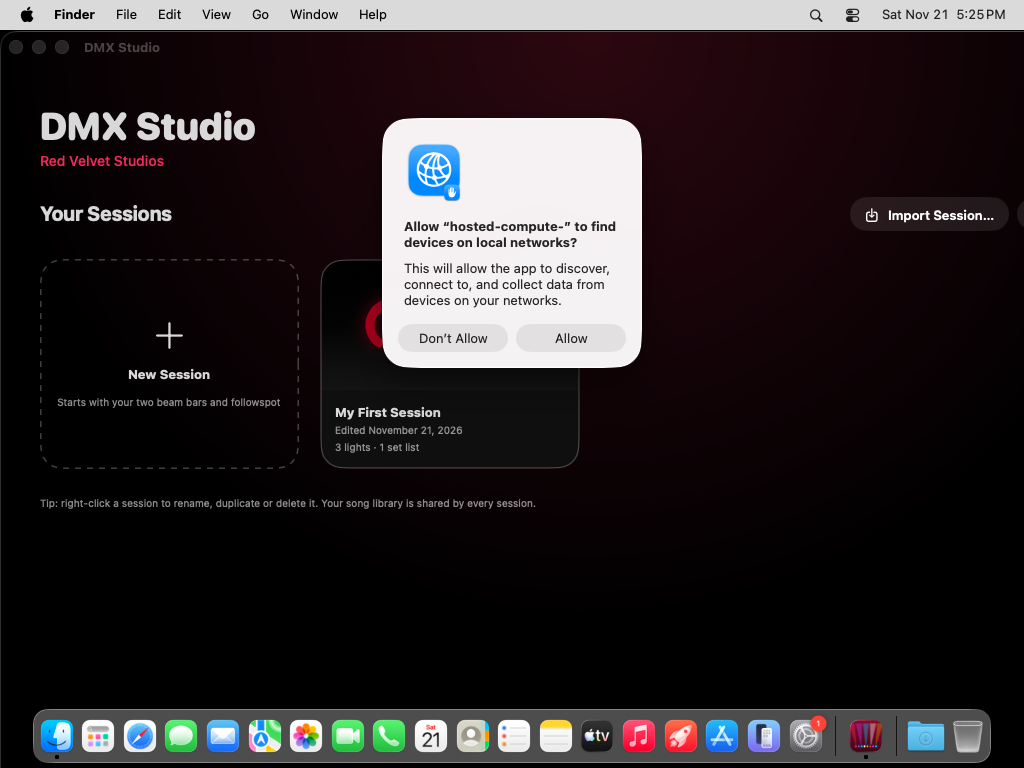 Finder File Edit View Go Window Help Sat Nov 21 5:25 PM
DMX Studio
DMX Studio
Red Velvet Studios
Your Sessions
Import Session...
Allow “hosted-compute-” to find
devices on local networks?
This will allow the app to discover,
connect to, and collect data from
devices on your networks.
Don’t Allow
Allow
New Session
Starts with your two beam bars and followspot
My First Session
Edited November 21, 2026
3 lights · 1 set list
Tip: right-click a session to rename, duplicate or delete it. Your song library is shared by every session.
Sat
21
tv
1